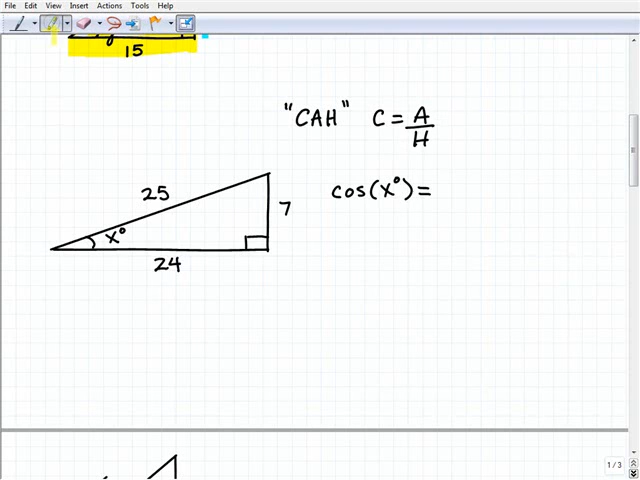 File Edit View Insert Actions Tools Help
15
"CAH" C = A/H
25
cos(x°) =
7
x°
24
1 / 3